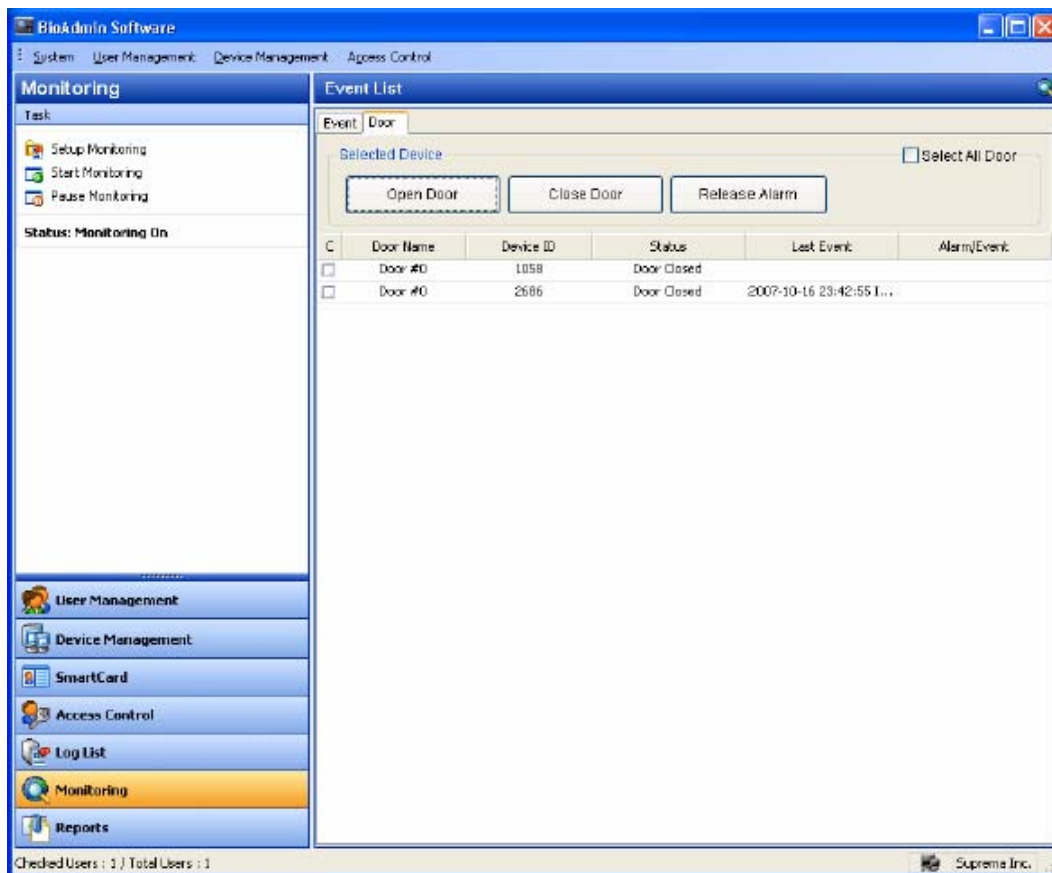 BioAdmin Software
System User Management Device Management Access Control
Monitoring
Task
Setup Monitoring
Start Monitoring
Pause Monitoring
Status: Monitoring On
User Management
Device Management
SmartCard
Access Control
Log List
Monitoring
Reports
Event List
Event Door
Selected Device
Select All Door
Open Door Close Door Release Alarm
C Door Name Device ID Status Last Event Alarm/Event
Door #0 1058 Door Closed
Door #0 2686 Door Closed 2007-10-16 23:42:55 I...
Checked Users : 1 / Total Users : 1
Suprema Inc.